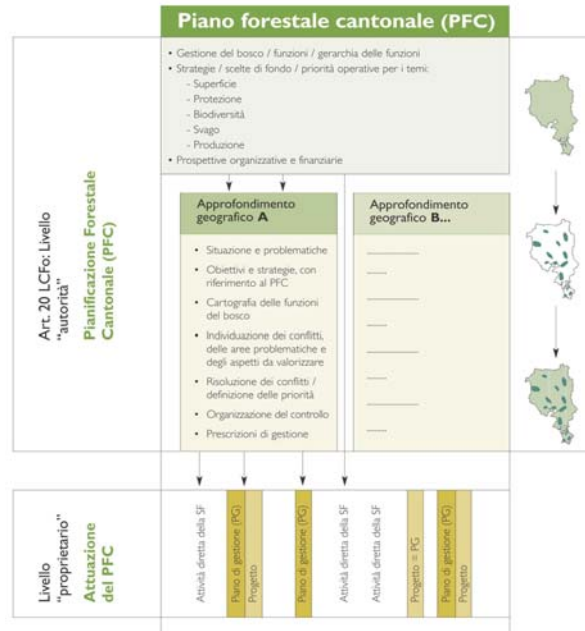 Piano forestale cantonale (PFC)
• Gestione del bosco / funzioni / gerarchia delle funzioni
• Strategie / scelte di fondo / priorità operative per i temi:
- Superficie
- Protezione
- Biodiversità
- Svago
- Produzione
• Prospettive organizzative e finanziarie
Art. 20 LCFo: Livello
"autorità"
Pianificazione Forestale
Cantonale (PFC)
Approfondimento
geografico A
• Situazione e problematiche
• Obiettivi e strategie, con
riferimento al PFC
• Cartografia delle funzioni
del bosco
• Individuazione dei conflitti,
delle aree problematiche e
degli aspetti da valorizzare
• Risoluzione dei conflitti /
definizione delle priorità
• Organizzazione del controllo
• Prescrizioni di gestione
Approfondimento
geografico B...
Livello
"proprietario"
Attuazione
del PFC
Attività diretta della SF
Piano di gestione (PG)
Progetto
Piano di gestione (PG)
Attività diretta della SF
Attività diretta della SF
Progetto = PG
Piano di gestione (PG)
Progetto